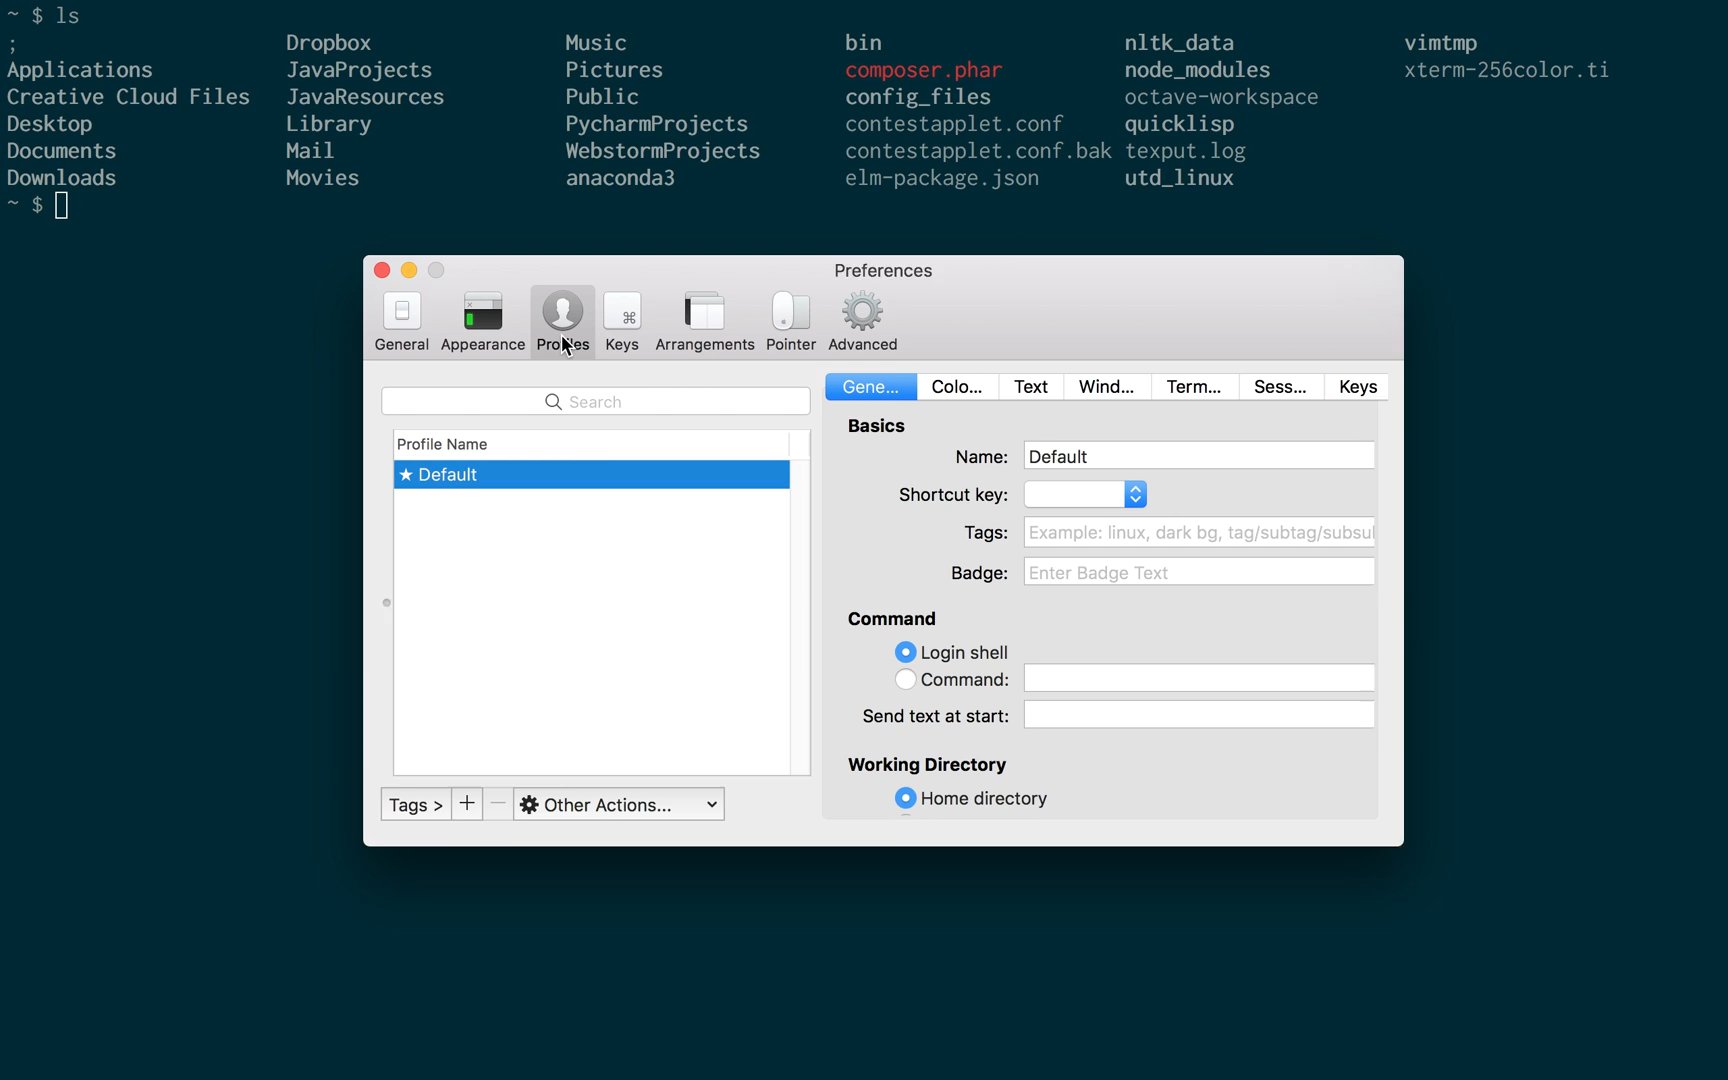 ~ $ ls
; Dropbox Music bin nltk_data vimtmp
Applications JavaProjects Pictures composer.phar node_modules xterm-256color.ti
Creative Cloud Files JavaResources Public config_files octave-workspace
Desktop Library PycharmProjects contestapplet.conf quicklisp
Documents Mail WebstormProjects contestapplet.conf.bak texput.log
Downloads Movies anaconda3 elm-package.json utd_linux
~ $
Preferences
General Appearance Profiles Keys Arrangements Pointer Advanced
Search
Profile Name
★ Default
Tags > + − Other Actions...
Gene... Colo... Text Wind... Term... Sess... Keys
Basics
Name: Default
Shortcut key:
Tags: Example: linux, dark bg, tag/subtag/subsu
Badge: Enter Badge Text
Command
Login shell
Command:
Send text at start:
Working Directory
Home directory